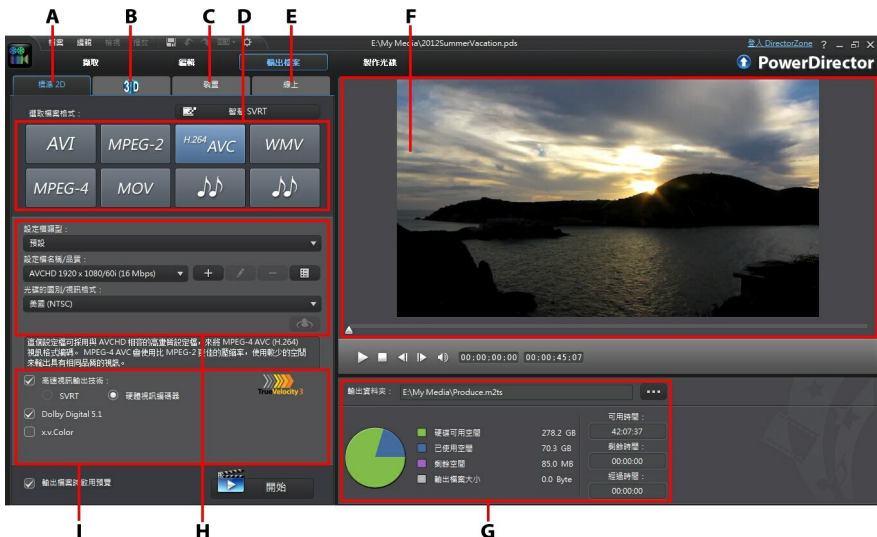 A B C D E F
檔案 編輯 檢視 播放
E:\My Media\2012SummerVacation.pds
登入 DirectorZone ?
擷取 編輯 輸出檔案 製作光碟
PowerDirector
標準 2D 3D 裝置 線上
選取檔案格式：
智慧 SVRT
AVI MPEG-2 H.264 AVC WMV
MPEG-4 MOV
設定檔類型：
預設
設定檔名稱/品質：
AVCHD 1920 x 1080/60i (16 Mbps)
光碟的國別/視訊格式：
美國 (NTSC)
這個設定檔可採用與 AVCHD 相容的高畫質設定檔，來將 MPEG-4 AVC (H.264)
視訊格式編碼。 MPEG-4 AVC 會使用比 MPEG-2 更佳的壓縮率，使用較少的空間
來輸出具有相同品質的視訊。
高速視訊輸出技術：
SVRT 硬體視訊編碼器
TrueVelocity 3
Dolby Digital 5.1
x.v.Color
輸出檔案時啟用預覽
開始
00:00:00:00 00:00:45:07
輸出資料夾： E:\My Media\Produce.m2ts
硬碟可用空間 278.2 GB
已使用空間 70.3 GB
剩餘空間 85.0 MB
輸出檔案大小 0.0 Byte
可用時間：
42:07:37
剩餘時間：
00:00:00
經過時間：
00:00:00
I H G